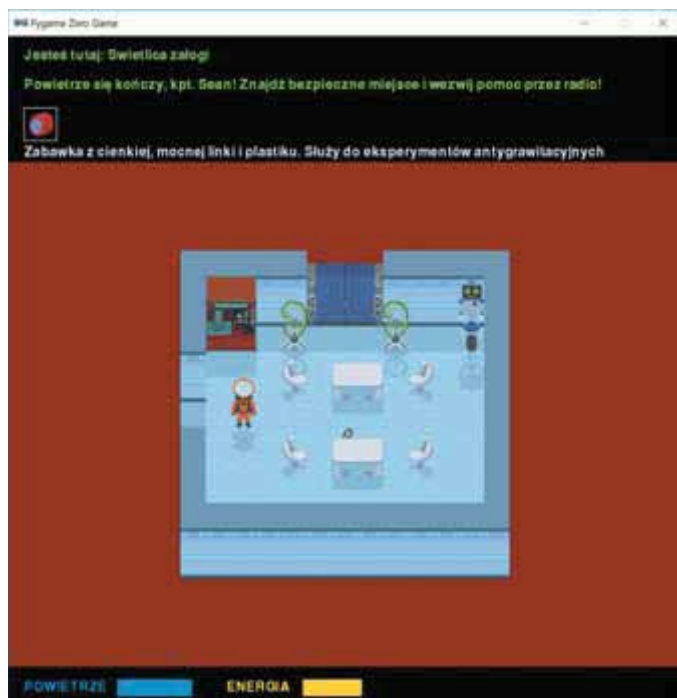 Pygame Zero Game
Jesteś tutaj: Świetlica załogi
Powietrze się kończy, kpt. Sean! Znajdź bezpieczne miejsce i wezwij pomoc przez radio!
Zabawka z cienkiej, mocnej linki i plastiku. Służy do eksperymentów antygrawitacyjnych
POWIETRZE ENERGIA